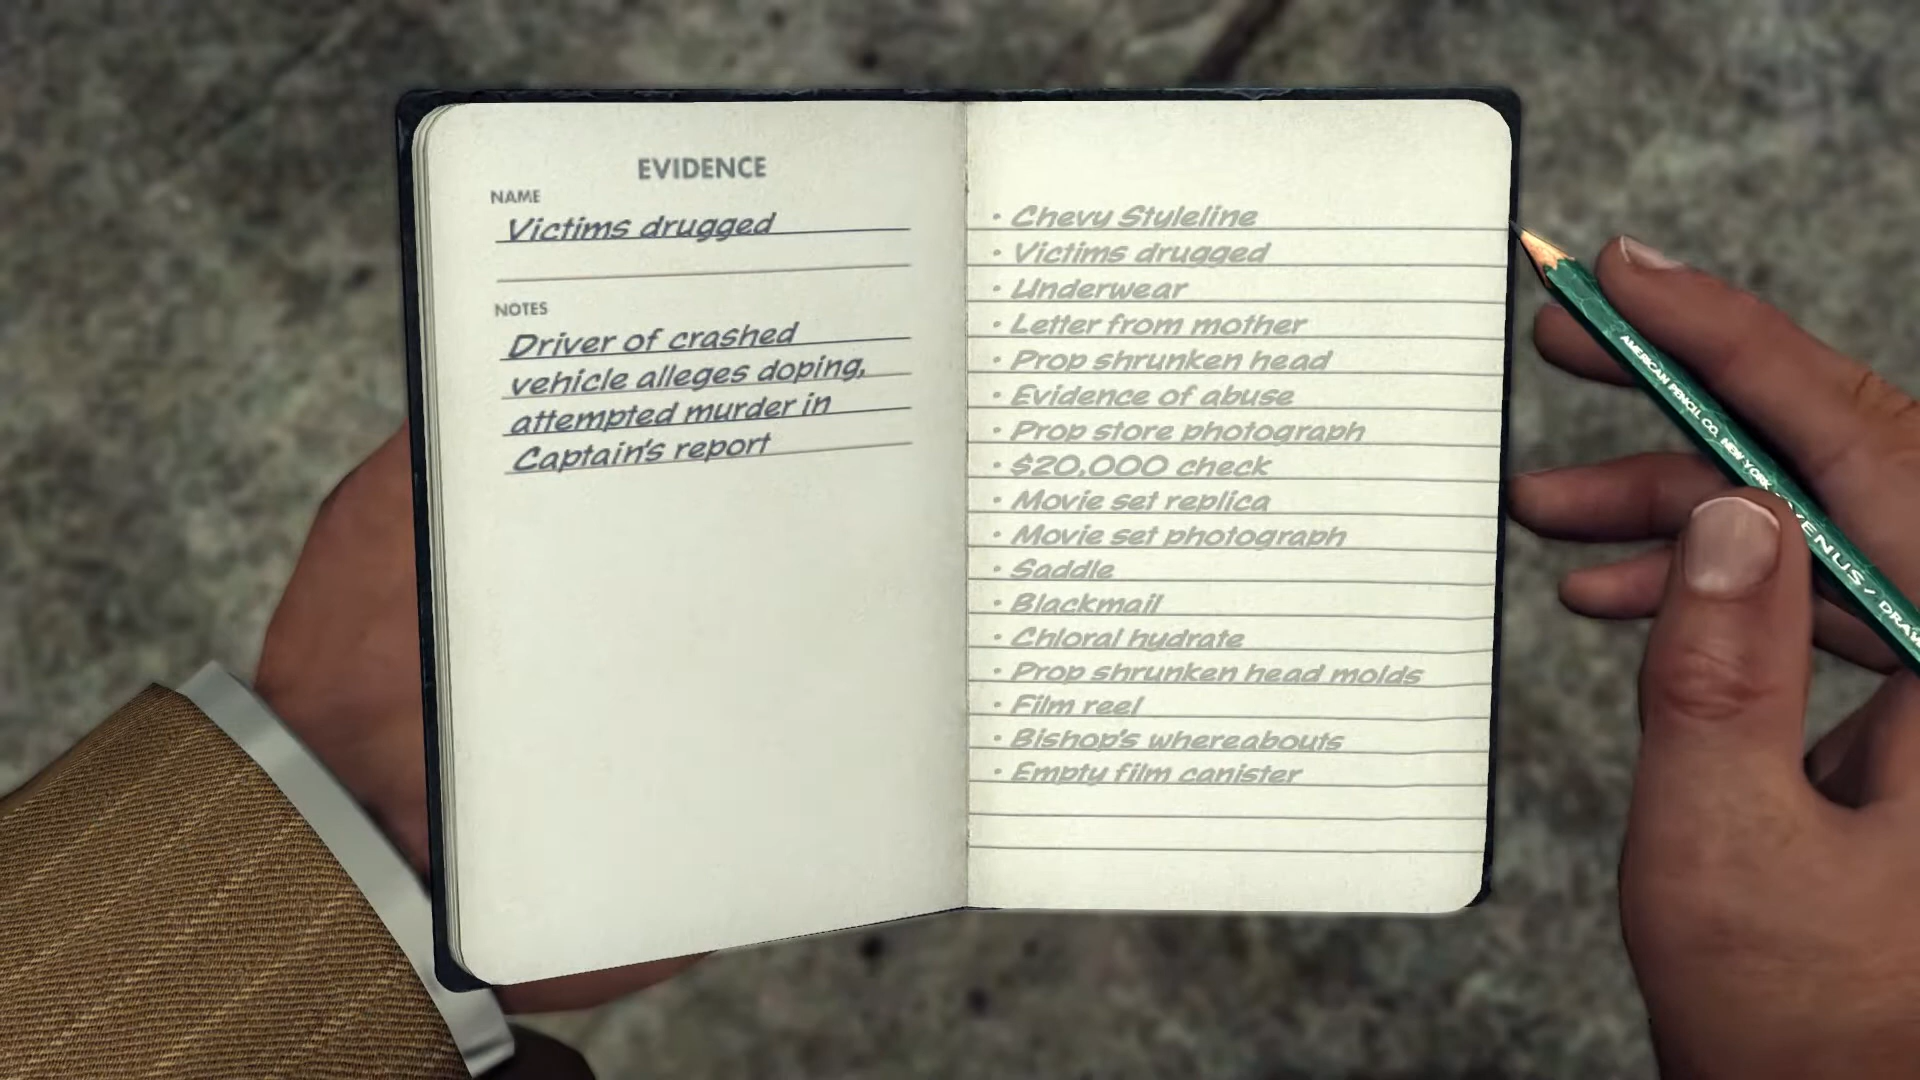 EVIDENCE
NAME
Victims drugged
NOTES
Driver of crashed
vehicle alleges doping,
attempted murder in
Captain's report
• Chevy Styleline
• Victims drugged
• Underwear
• Letter from mother
• Prop shrunken head
• Evidence of abuse
• Prop store photograph
• $20,000 check
• Movie set replica
• Movie set photograph
• Saddle
• Blackmail
• Chloral hydrate
• Prop shrunken head molds
• Film reel
• Bishop's whereabouts
• Empty film canister
AMERICAN PENCIL CO. NEW YORK VENUS / DRAW